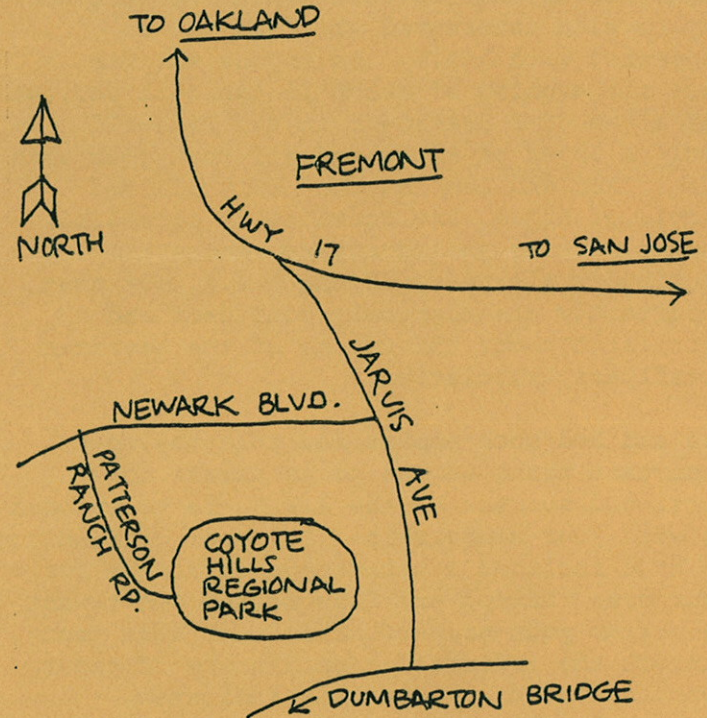 TO OAKLAND
FREMONT
NORTH
HWY 17
TO SAN JOSE
JARVIS AVE
NEWARK BLVD.
PATTERSON
RANCH RD.
COYOTE
HILLS
REGIONAL
PARK
DUMBARTON BRIDGE